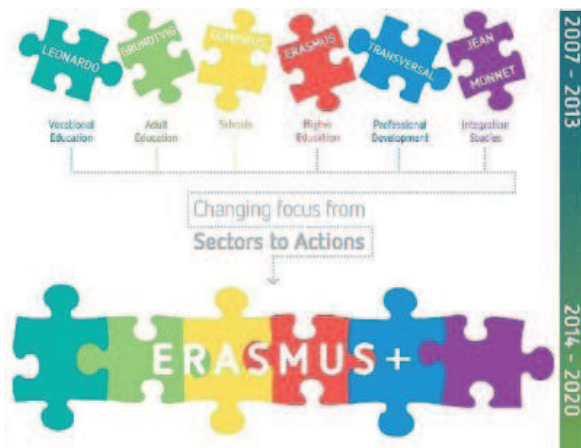 LEONARDO
GRUNDTVIG
COMENIUS
ERASMUS
TRANSVERSAL
JEAN
MONNET
Vocational
Education
Adult
Education
Schools
Higher
Education
Professional
Development
Integration
Studies
2007 - 2013
Changing focus from
Sectors to Actions
ERASMUS+
2014 - 2020